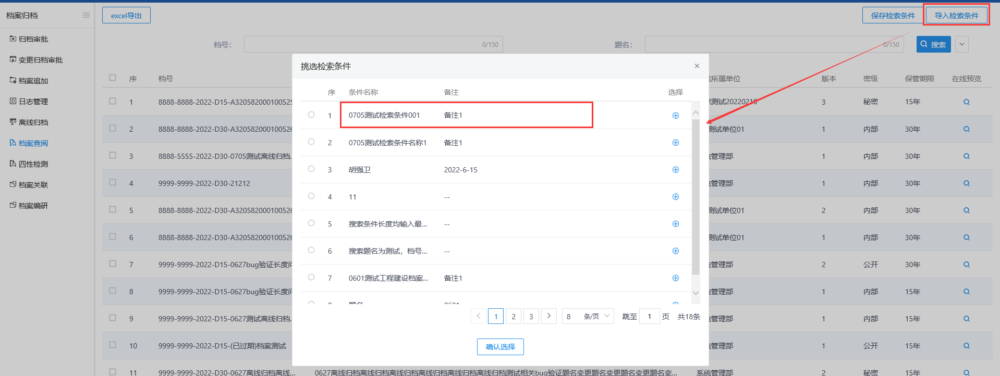 档案归档
归档审批
变更归档审批
档案追加
日志管理
离线归档
档案查阅
四性检测
档案关联
档案编研
excel导出
保存检索条件
导入检索条件
档号：
0/150
题名：
0/150
搜索
序 档号 所属单位 版本 密级 保管期限 在线预览
1 8888-8888-2022-D15-A32058200010052 测试20220210 3 秘密 15年
2 8888-8888-2022-D30-A32058200010052 测试单位01 1 内部 30年
3 8888-5555-2022-D30-0705测试离线归档... 管理部 1 内部 30年
4 9999-9999-2022-D30-21212 管理部 1 内部 30年
5 8888-8888-2022-D30-A32058200010052 测试单位01 2 内部 30年
6 8888-8888-2022-D30-A32058200010052 测试单位01 1 内部 30年
7 9999-9999-2022-D15-0627bug验证长度 管理部 2 公开 30年
8 9999-9999-2022-D15-0627bug验证长度 管理部 1 内部 15年
9 9999-9999-2022-D15-0627测试离线归档... 管理部 1 内部 15年
10 9999-9999-2022-D15-(已过期)档案测试 管理部 1 公开 15年
11 9999-9999-2022-D30-0627离线归档离线... 0627离线归档离线归档离线归档离线归档离线归档离线归档测试相关bug验证题名变更题名变更题名变更题名变... 系统管理部 2 秘密 15年
挑选检索条件
序 条件名称 备注 选择
1 0705测试检索条件001 备注1
2 0705测试检索条件名称1 备注1
3 胡强卫 2022-6-15
4 11 --
5 搜索条件长度均输入最... --
6 搜索题名为测试，档号... --
7 0601测试工程建设档案... 备注1
8 题名 0601
1 2 3 8 条/页 跳至 1 页 共18条
确认选择